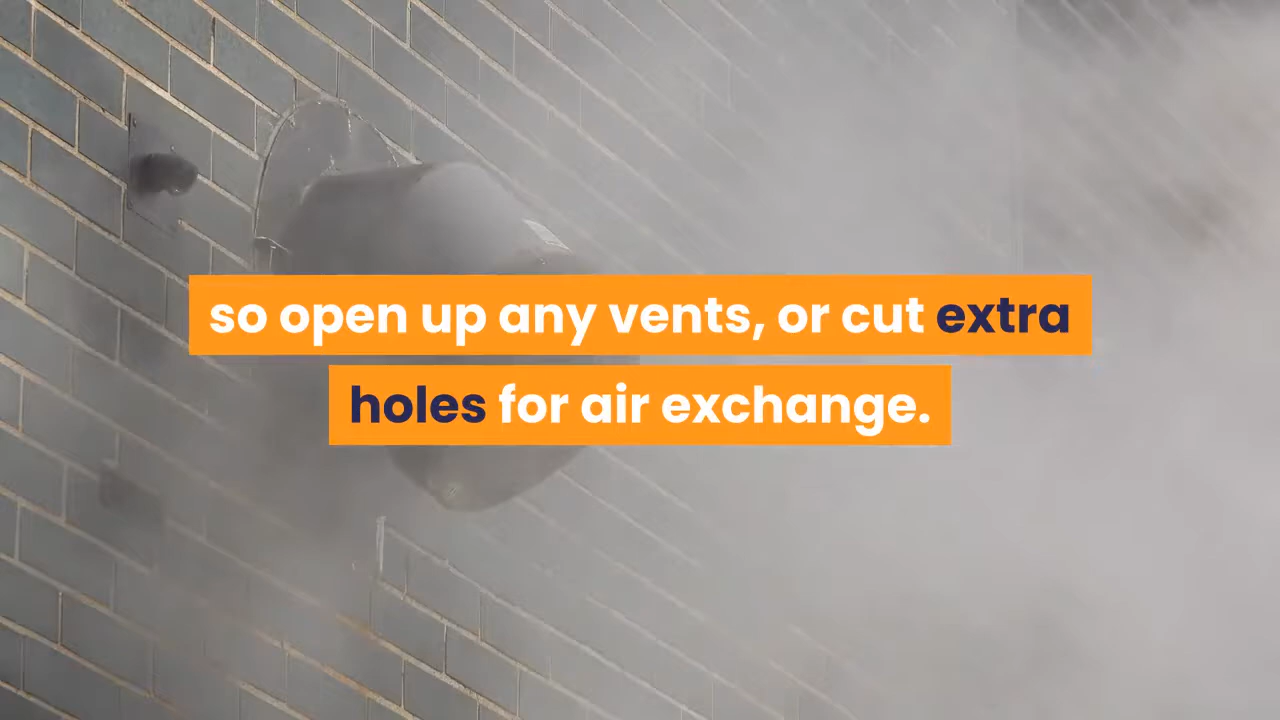 so open up any vents, or cut extra
holes for air exchange.